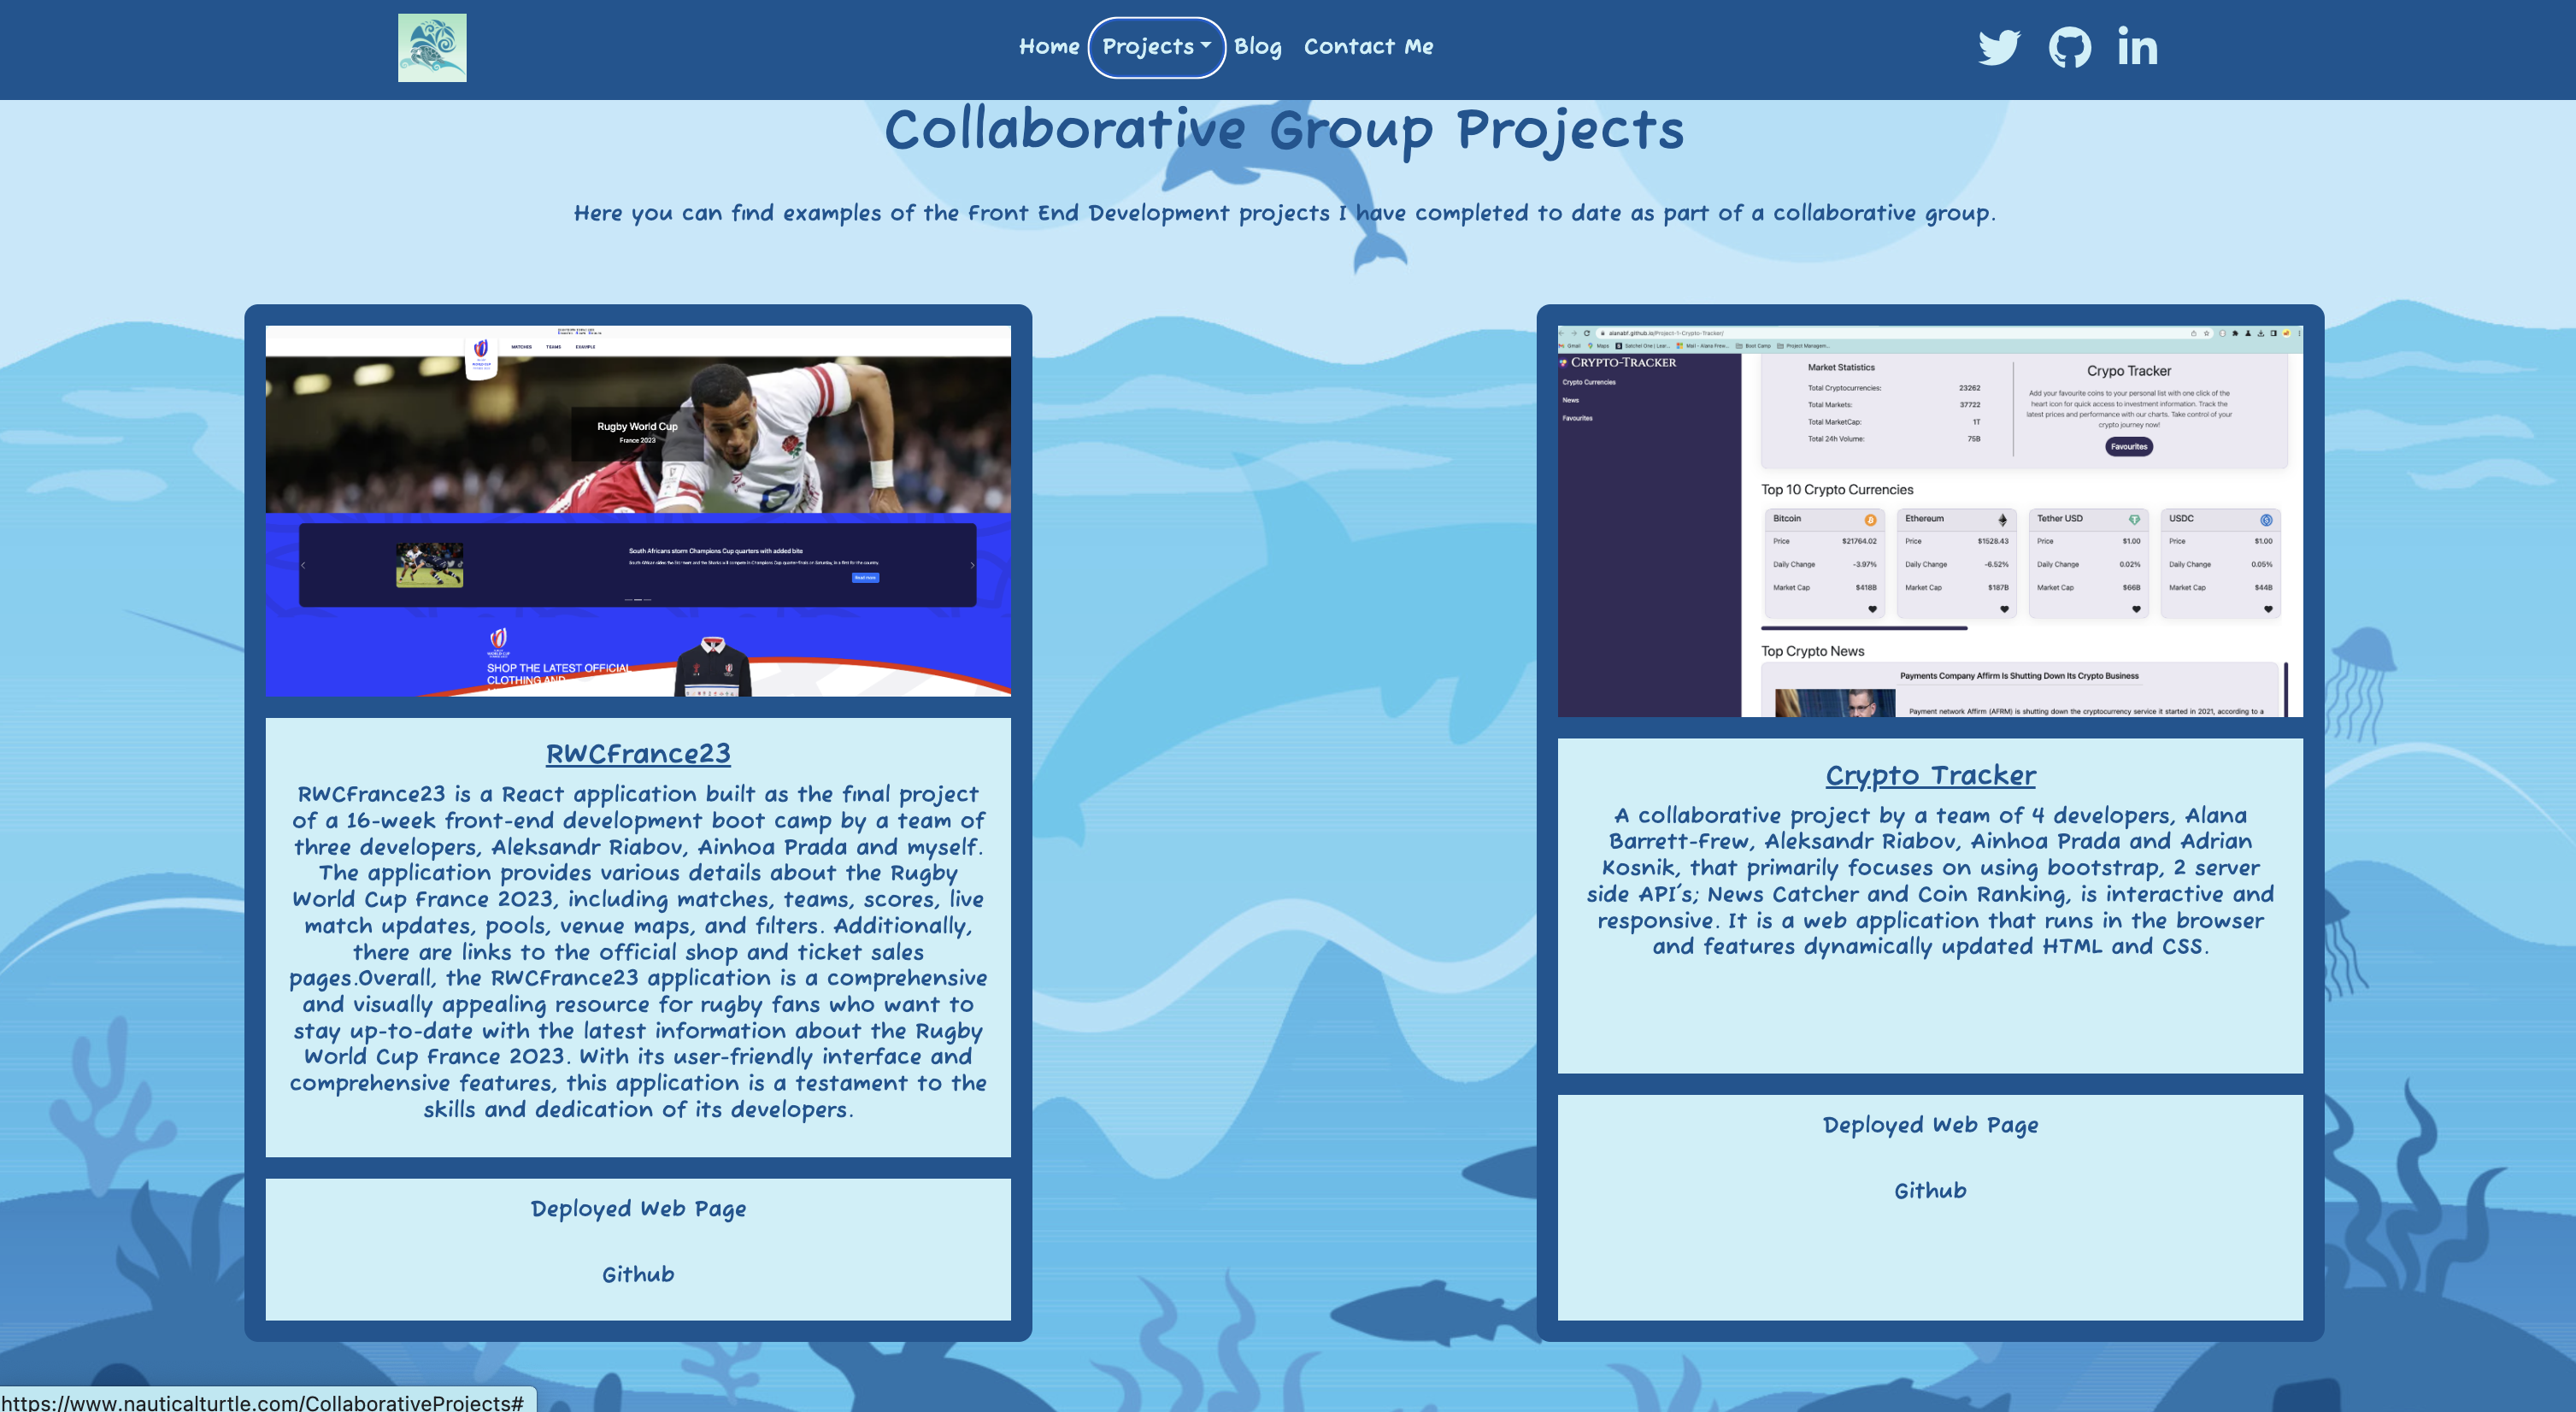 Home Projects Blog Contact Me
Collaborative Group Projects
Here you can find examples of the Front End Development projects I have completed to date as part of a collaborative group.
MATCHES TEAMS EXAMPLE
Rugby World Cup
France 2023
South Africans storm Champions Cup quarters with added bite
Read more
SHOP THE LATEST OFFICIAL
CLOTHING AND
RWCFrance23
RWCFrance23 is a React application built as the final project
of a 16-week front-end development boot camp by a team of
three developers, Aleksandr Riabov, Ainhoa Prada and myself.
The application provides various details about the Rugby
World Cup France 2023, including matches, teams, scores, live
match updates, pools, venue maps, and filters. Additionally,
there are links to the official shop and ticket sales
pages.Overall, the RWCFrance23 application is a comprehensive
and visually appealing resource for rugby fans who want to
stay up-to-date with the latest information about the Rugby
World Cup France 2023. With its user-friendly interface and
comprehensive features, this application is a testament to the
skills and dedication of its developers.
Deployed Web Page
Github
alanabf.github.io/Project-1-Crypto-Tracker/
Gmail Maps Satchel One | Lear... Mail - Alana Frew... Boot Camp Project Managem...
CRYPTO-TRACKER
Crypto Currencies
News
Favourites
Market Statistics
Total Cryptocurrencies: 23262
Total Markets: 37722
Total MarketCap: 1T
Total 24h Volume: 75B
Crypo Tracker
Add your favourite coins to your personal list with one click of the
heart icon for quick access to investment information. Track the
latest prices and performance with our charts. Take control of your
crypto journey now!
Favourites
Top 10 Crypto Currencies
Bitcoin Ethereum Tether USD USDC
Price $21764.02 Price $1528.43 Price $1.00 Price $1.00
Daily Change -3.97% Daily Change -6.52% Daily Change 0.02% Daily Change 0.05%
Market Cap $418B Market Cap $187B Market Cap $66B Market Cap $44B
Top Crypto News
Payments Company Affirm Is Shutting Down Its Crypto Business
Payment network Affirm (AFRM) is shutting down the cryptocurrency service it started in 2021, according to a
Crypto Tracker
A collaborative project by a team of 4 developers, Alana
Barrett-Frew, Aleksandr Riabov, Ainhoa Prada and Adrian
Kosnik, that primarily focuses on using bootstrap, 2 server
side API's; News Catcher and Coin Ranking, is interactive and
responsive. It is a web application that runs in the browser
and features dynamically updated HTML and CSS.
Deployed Web Page
Github
https://www.nauticalturtle.com/CollaborativeProjects#